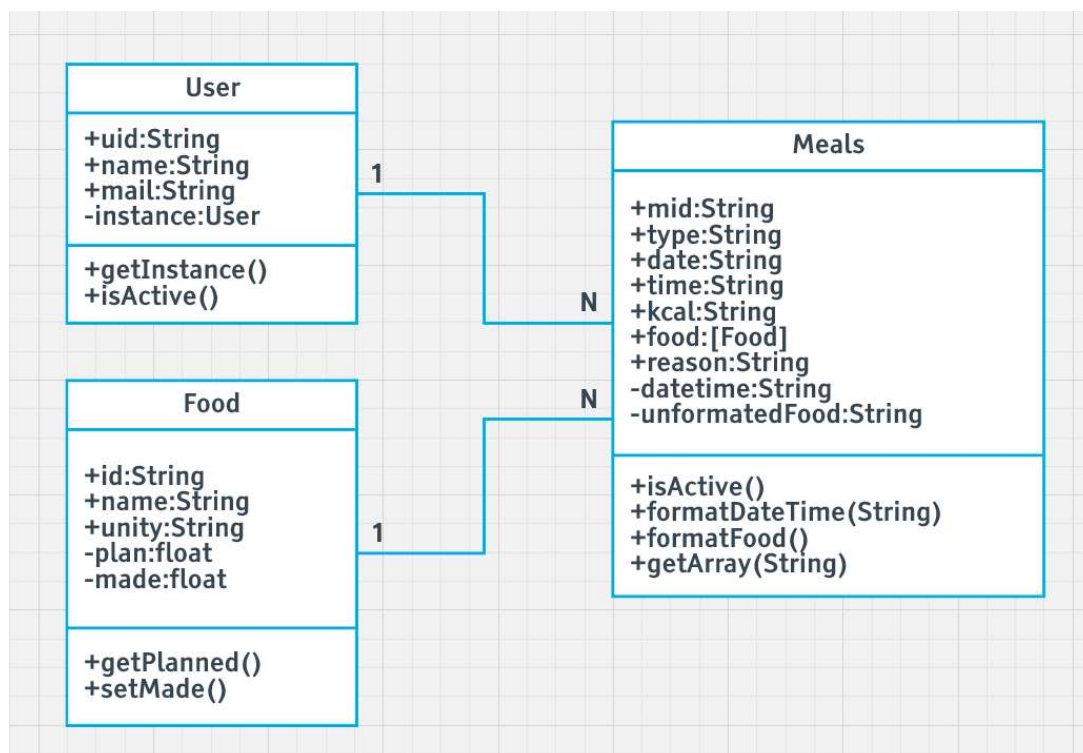 User
+uid:String
+name:String
+mail:String
-instance:User
+getInstance()
+isActive()
1
N
Meals
+mid:String
+type:String
+date:String
+time:String
+kcal:String
+food:[Food]
+reason:String
-datetime:String
-unformatedFood:String
+isActive()
+formatDateTime(String)
+formatFood()
+getArray(String)
Food
+id:String
+name:String
+unity:String
-plan:float
-made:float
+getPlanned()
+setMade()
1
N